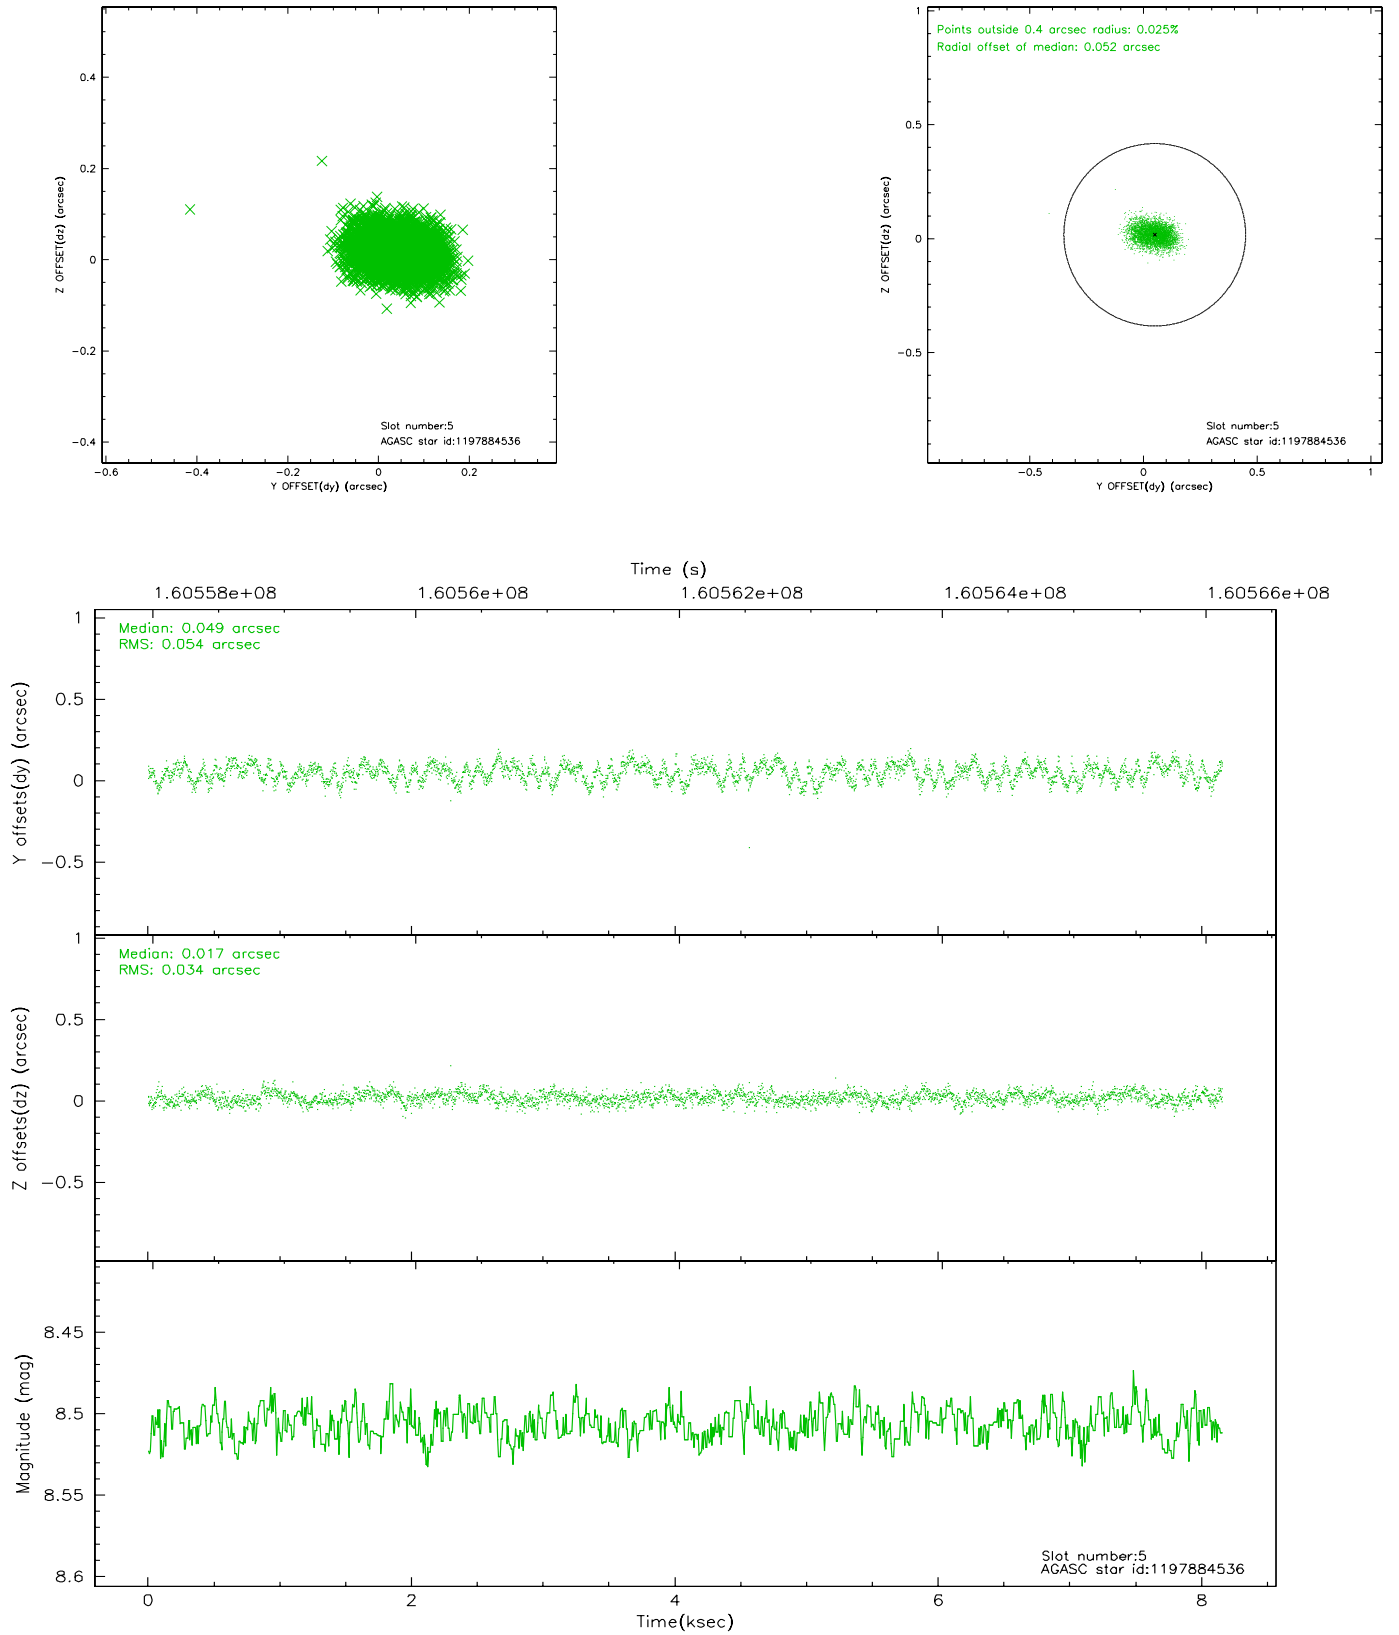 0.4
0.2
0
−0.2
−0.4
Z OFFSET(dz) (arcsec)
Slot number:5
AGASC star id:1197884536
−0.6
−0.4
−0.2
0
0.2
Y OFFSET(dy) (arcsec)
Points outside 0.4 arcsec radius: 0.025%
Radial offset of median: 0.052 arcsec
1
0.5
0
−0.5
Z OFFSET(dz) (arcsec)
Slot number:5
AGASC star id:1197884536
−0.5
0
0.5
1
Y OFFSET(dy) (arcsec)
Time (s)
1.60558e+08
1.6056e+08
1.60562e+08
1.60564e+08
1.60566e+08
Median: 0.049 arcsec
RMS: 0.054 arcsec
1
0.5
0
−0.5
Y offsets(dy) (arcsec)
Median: 0.017 arcsec
RMS: 0.034 arcsec
1
0.5
0
−0.5
Z offsets(dz) (arcsec)
8.45
8.5
8.55
8.6
Magnitude (mag)
Slot number:5
AGASC star id:1197884536
0
2
4
6
8
Time(ksec)